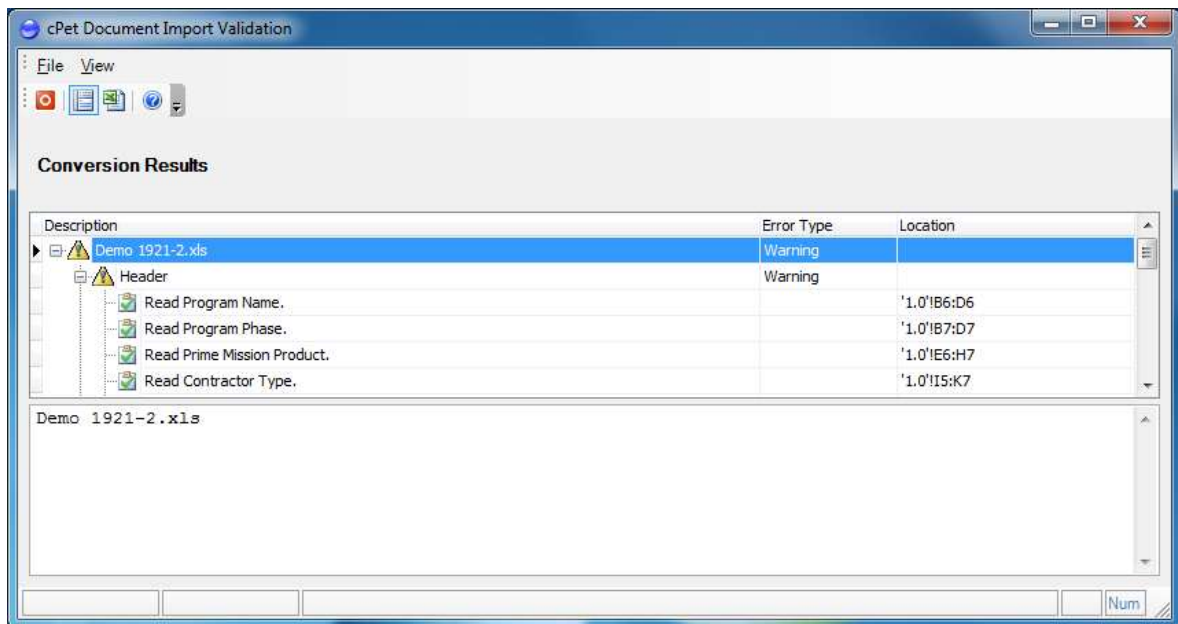 cPet Document Import Validation
File View
Conversion Results
Description Error Type Location
Demo 1921-2.xls Warning
Header Warning
Read Program Name. '1.0'!B6:D6
Read Program Phase. '1.0'!B7:D7
Read Prime Mission Product. '1.0'!E6:H7
Read Contractor Type. '1.0'!I5:K7
Demo 1921-2.xls
Num